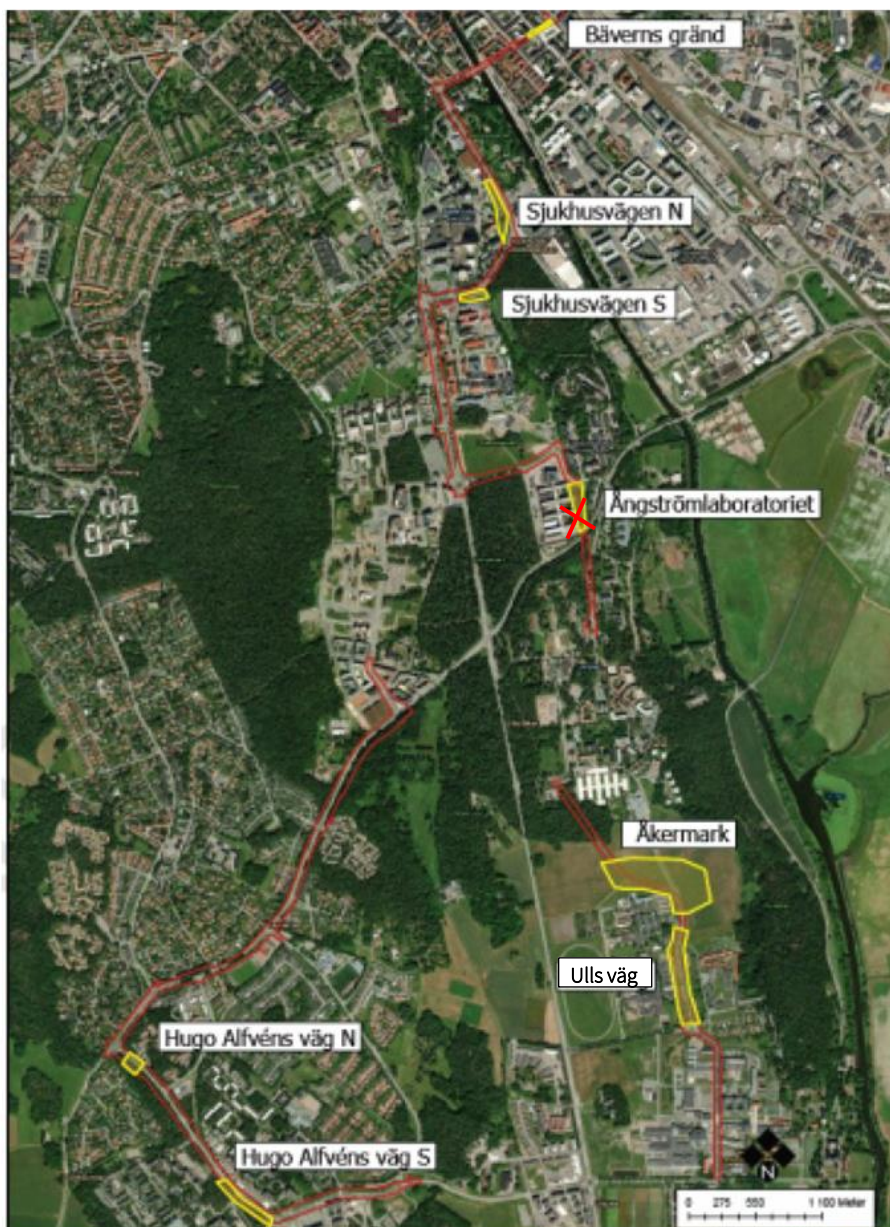 Bäverns gränd
Sjukhusvägen N
Sjukhusvägen S
Ångströmlaboratoriet
Åkermark
Ulls väg
Hugo Alfvéns väg N
Hugo Alfvéns väg S
N
0 275 550 1 100 Meter